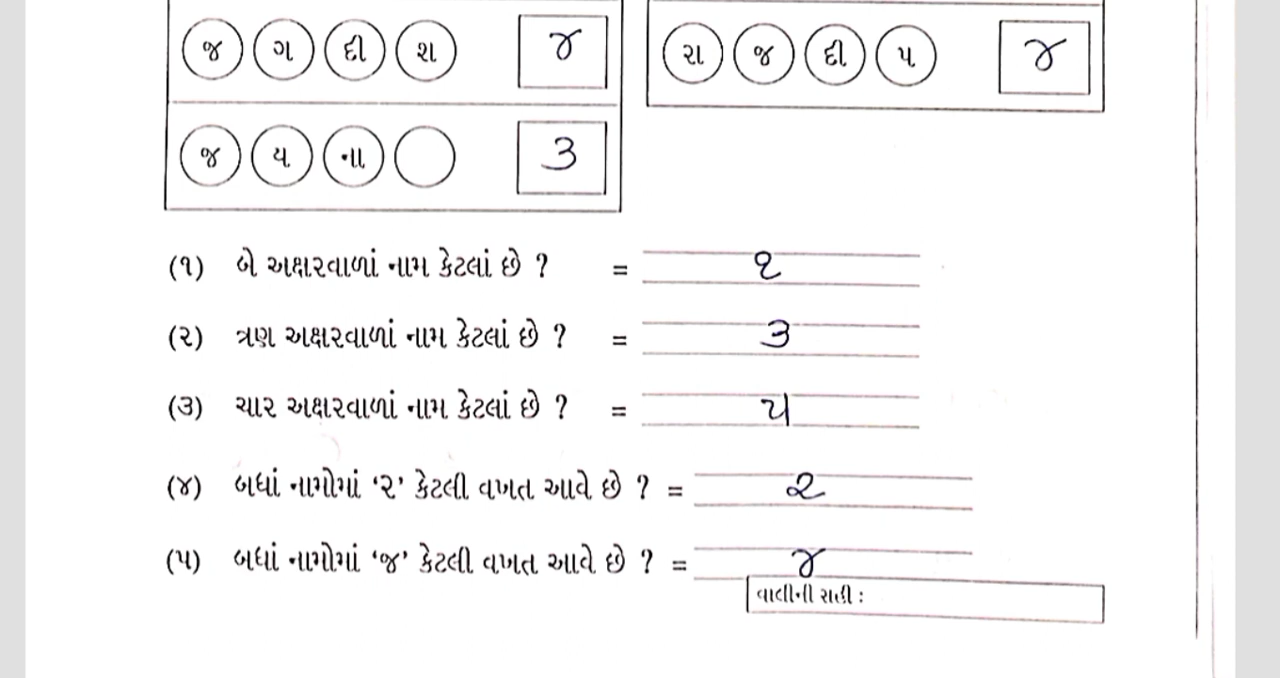 જ ગ દી શ ૪ રા જ દી પ ૪
જ ય ના ૩
(૧) બે અક્ષરવાળાં નામ કેટલાં છે ? = ૧
(૨) ત્રણ અક્ષરવાળાં નામ કેટલાં છે ? = ૩
(૩) ચાર અક્ષરવાળાં નામ કેટલાં છે ? = ૫
(૪) બધાં નામોમાં ‘ર’ કેટલી વખત આવે છે ? = ૨
(૫) બધાં નામોમાં ‘જ’ કેટલી વખત આવે છે ? = ૪
વાલીની સહી :